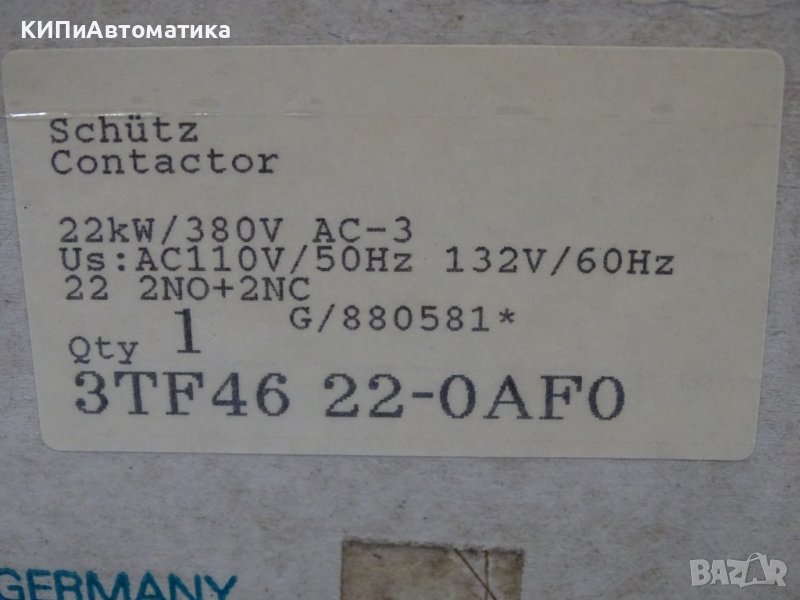 КИПиАвтоматика
Schütz
Contactor
22kW/380V AC-3
Us:AC110V/50Hz 132V/60Hz
22 2NO+2NC
G/880581*
Qty 1
3TF46 22-0AF0
GERMANY
BAZAR